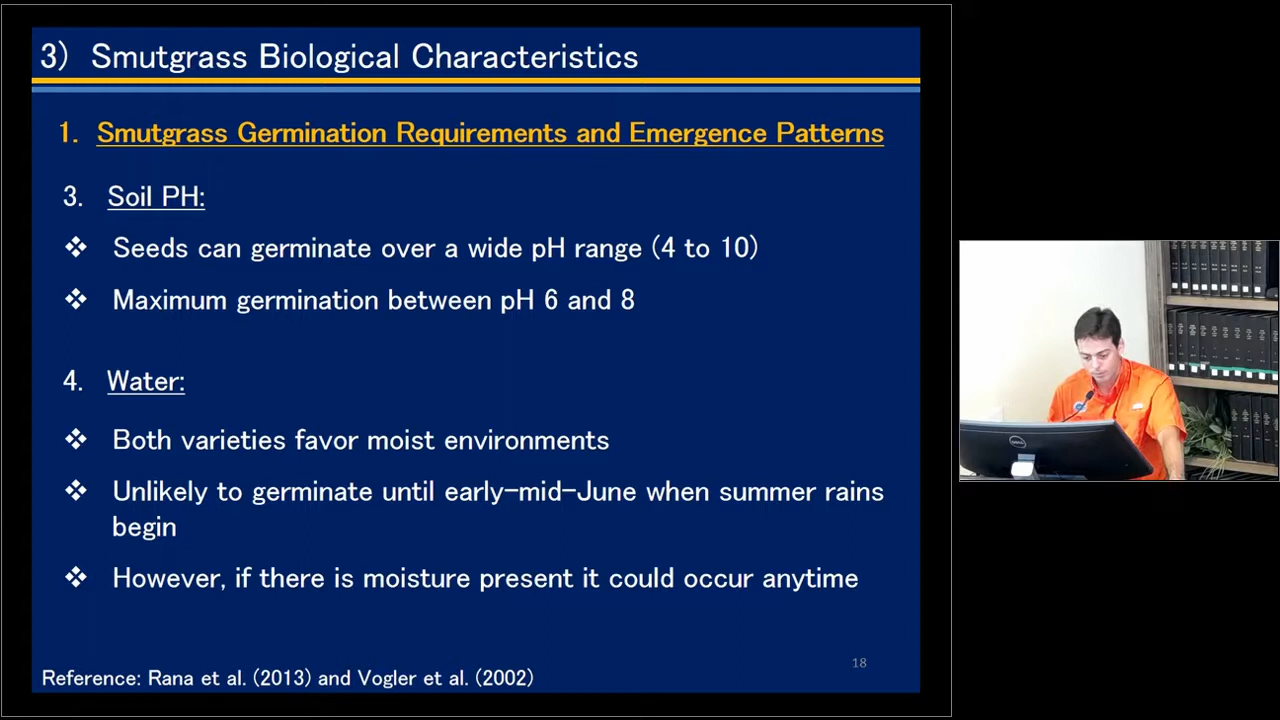 3) Smutgrass Biological Characteristics
1. Smutgrass Germination Requirements and Emergence Patterns
3. Soil PH:
❖ Seeds can germinate over a wide pH range (4 to 10)
❖ Maximum germination between pH 6 and 8
4. Water:
❖ Both varieties favor moist environments
❖ Unlikely to germinate until early-mid-June when summer rains
begin
❖ However, if there is moisture present it could occur anytime
18
Reference: Rana et al. (2013) and Vogler et al. (2002)
DELL